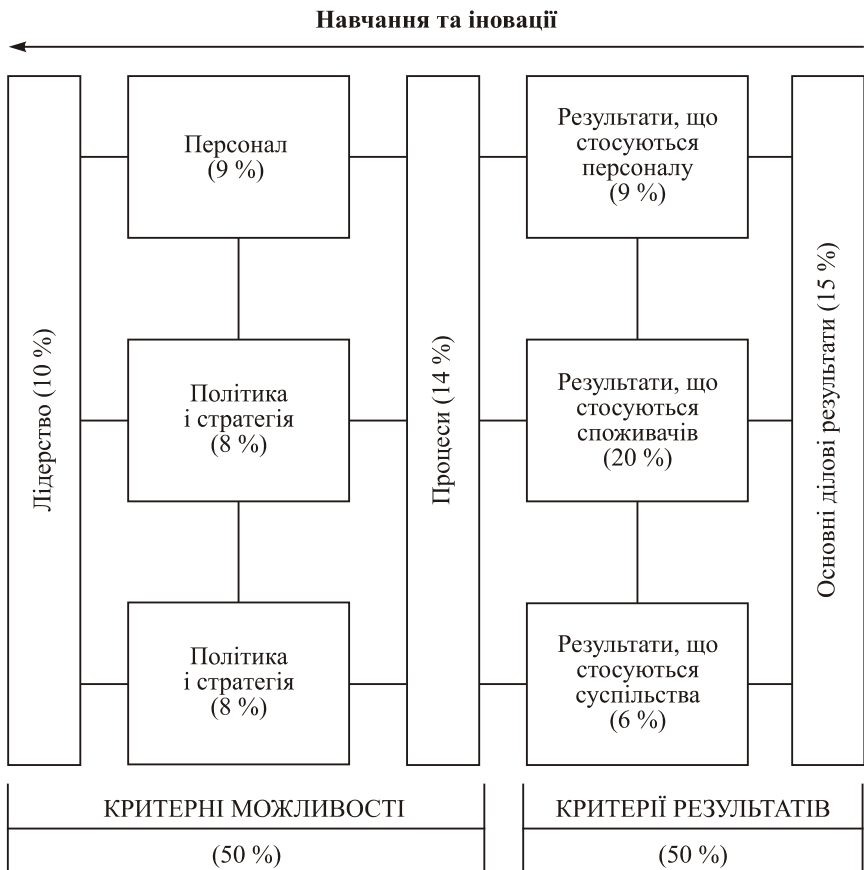 Навчання та іновації
Лідерство (10 %)
Персонал
(9 %)
Політика
і стратегія
(8 %)
Політика
і стратегія
(8 %)
Процеси (14 %)
Результати, що
стосуються
персоналу
(9 %)
Результати, що
стосуються
споживачів
(20 %)
Результати, що
стосуються
суспільства
(6 %)
Основні ділові результати (15 %)
КРИТЕРНІ МОЖЛИВОСТІ
(50 %)
КРИТЕРІЇ РЕЗУЛЬТАТІВ
(50 %)